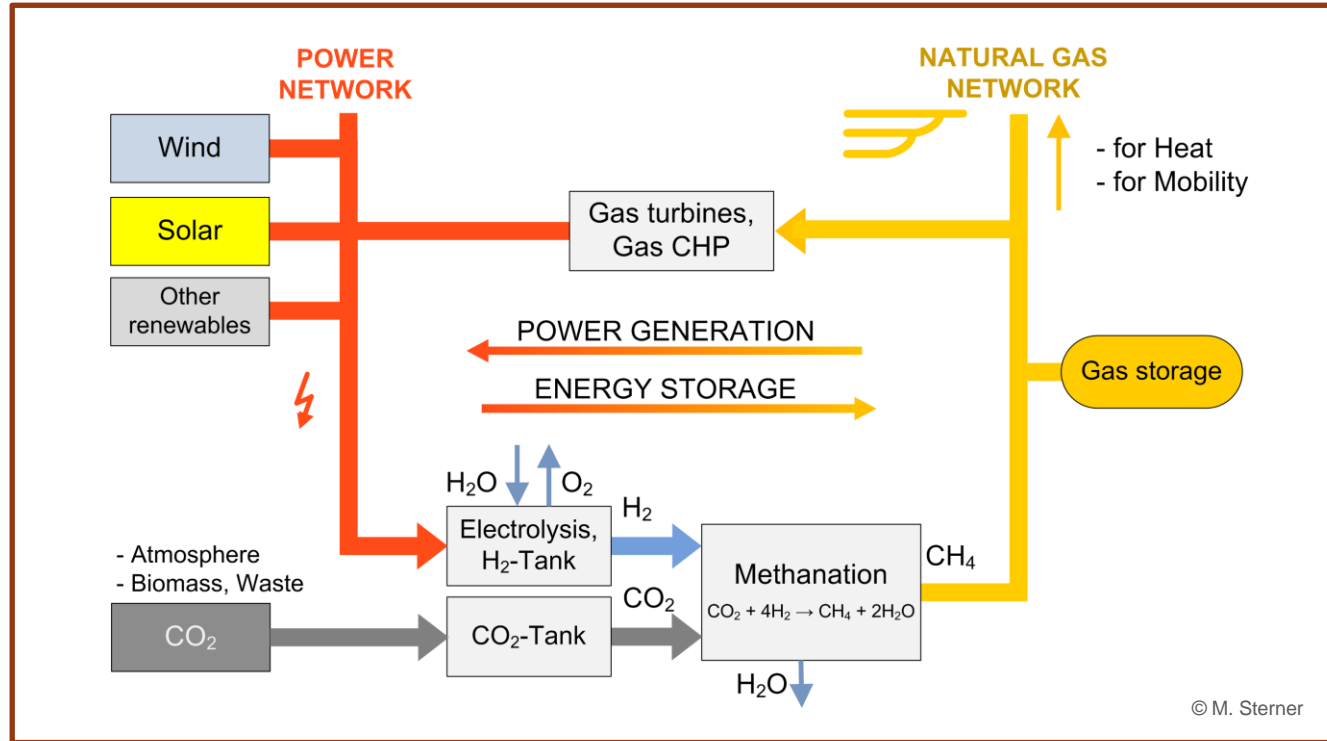 POWER
NETWORK
NATURAL GAS
NETWORK
Wind
- for Heat
- for Mobility
Solar
Gas turbines,
Gas CHP
Other
renewables
POWER GENERATION
ENERGY STORAGE
Gas storage
H₂O
O₂
H₂
Electrolysis,
H₂-Tank
- Atmosphere
- Biomass, Waste
CO₂
CO₂-Tank
CO₂
Methanation
CO₂ + 4H₂ → CH₄ + 2H₂O
CH₄
H₂O
© M. Sterner